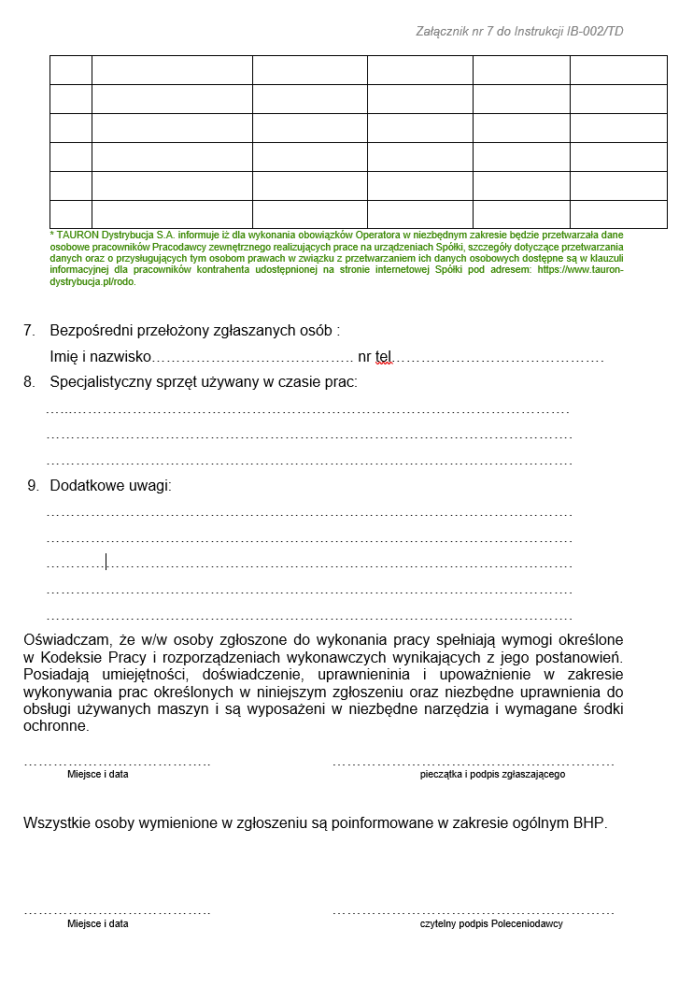 Załącznik nr 7 do Instrukcji IB-002/TD
* TAURON Dystrybucja S.A. informuje iż dla wykonania obowiązków Operatora w niezbędnym zakresie będzie przetwarzała dane
osobowe pracowników Pracodawcy zewnętrznego realizujących prace na urządzeniach Spółki, szczegóły dotyczące przetwarzania
danych oraz o przysługujących tym osobom prawach w związku z przetwarzaniem ich danych osobowych dostępne są w klauzuli
informacyjnej dla pracowników kontrahenta udostępnionej na stronie internetowej Spółki pod adresem: https://www.tauron-
dystrybucja.pl/rodo.
7. Bezpośredni przełożony zgłaszanych osób :
Imię i nazwisko……………………………………. nr tel………………………………………
8. Specjalistyczny sprzęt używany w czasie prac:
…...……………………………………………………………………………………………
………………………………………………………………………………………………
………………………………………………………………………………………………
9. Dodatkowe uwagi:
………………………………………………………………………………………………
………………………………………………………………………………………………
………………………………………………………………………………………………
………………………………………………………………………………………………
………………………………………………………………………………………………
Oświadczam, że w/w osoby zgłoszone do wykonania pracy spełniają wymogi określone
w Kodeksie Pracy i rozporządzeniach wykonawczych wynikających z jego postanowień.
Posiadają umiejętności, doświadczenie, uprawnieninia i upoważnienie w zakresie
wykonywania prac określonych w niniejszym zgłoszeniu oraz niezbędne uprawnienia do
obsługi używanych maszyn i są wyposażeni w niezbędne narzędzia i wymagane środki
ochronne.
……………………………….. …………………………………………………
Miejsce i data pieczątka i podpis zgłaszającego
Wszystkie osoby wymienione w zgłoszeniu są poinformowane w zakresie ogólnym BHP.
……………………………….. …………………………………………………
Miejsce i data czytelny podpis Poleceniodawcy